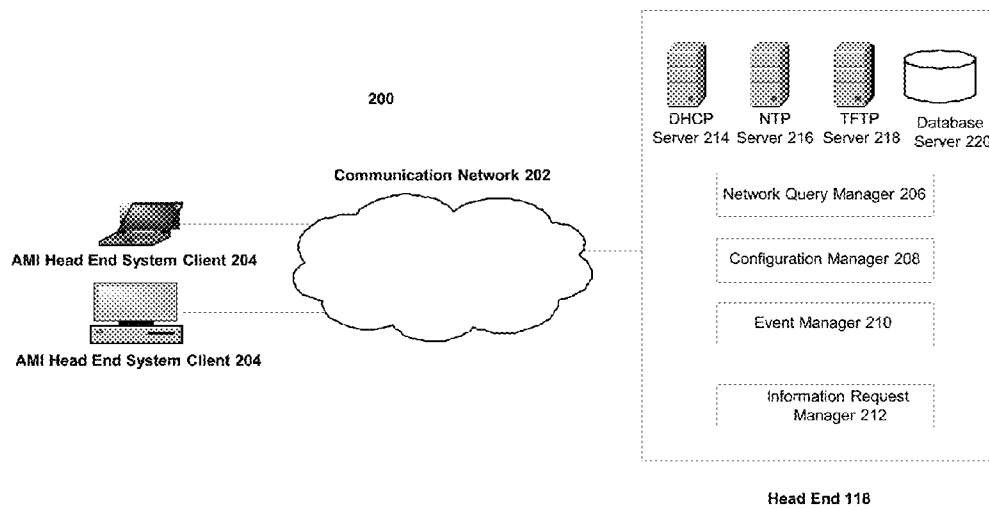 200
DHCP
Server 214
NTP
Server 216
TFTP
Server 218
Database
Server 220
Communication Network 202
Network Query Manager 206
AMI Head End System Client 204
Configuration Manager 208
Event Manager 210
AMI Head End System Client 204
Information Request
Manager 212
Head End 118